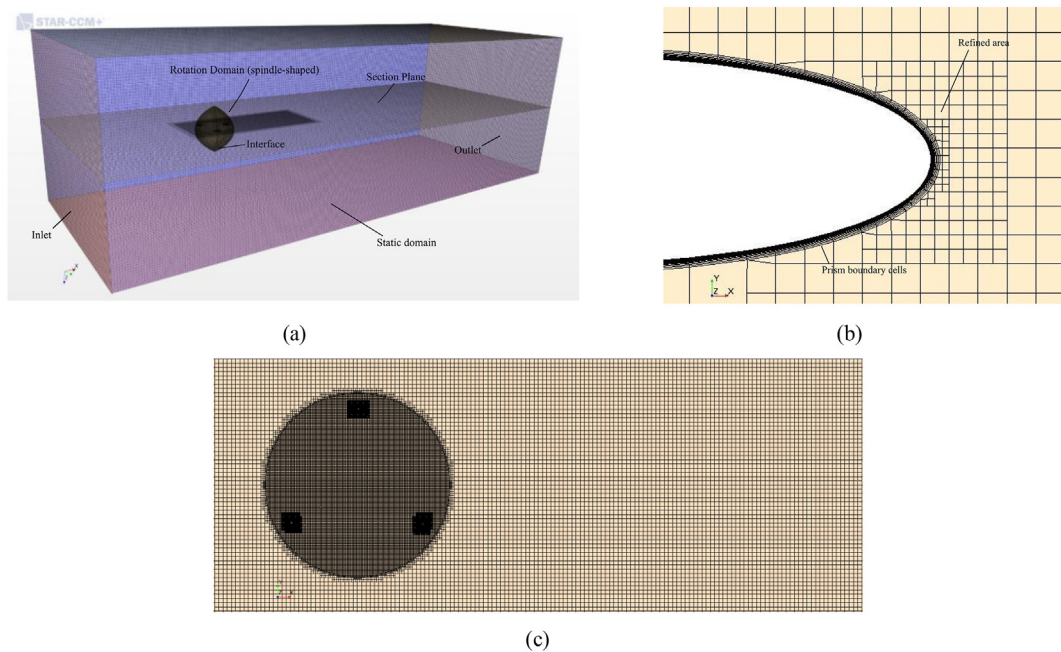 STAR-CCM+
Rotation Domain (spindle-shaped)
Section Plane
Interface
Outlet
Inlet
Static domain
X
(a)
Refined area
Prism boundary cells
Y
Z X
(b)
Y
X
(c)